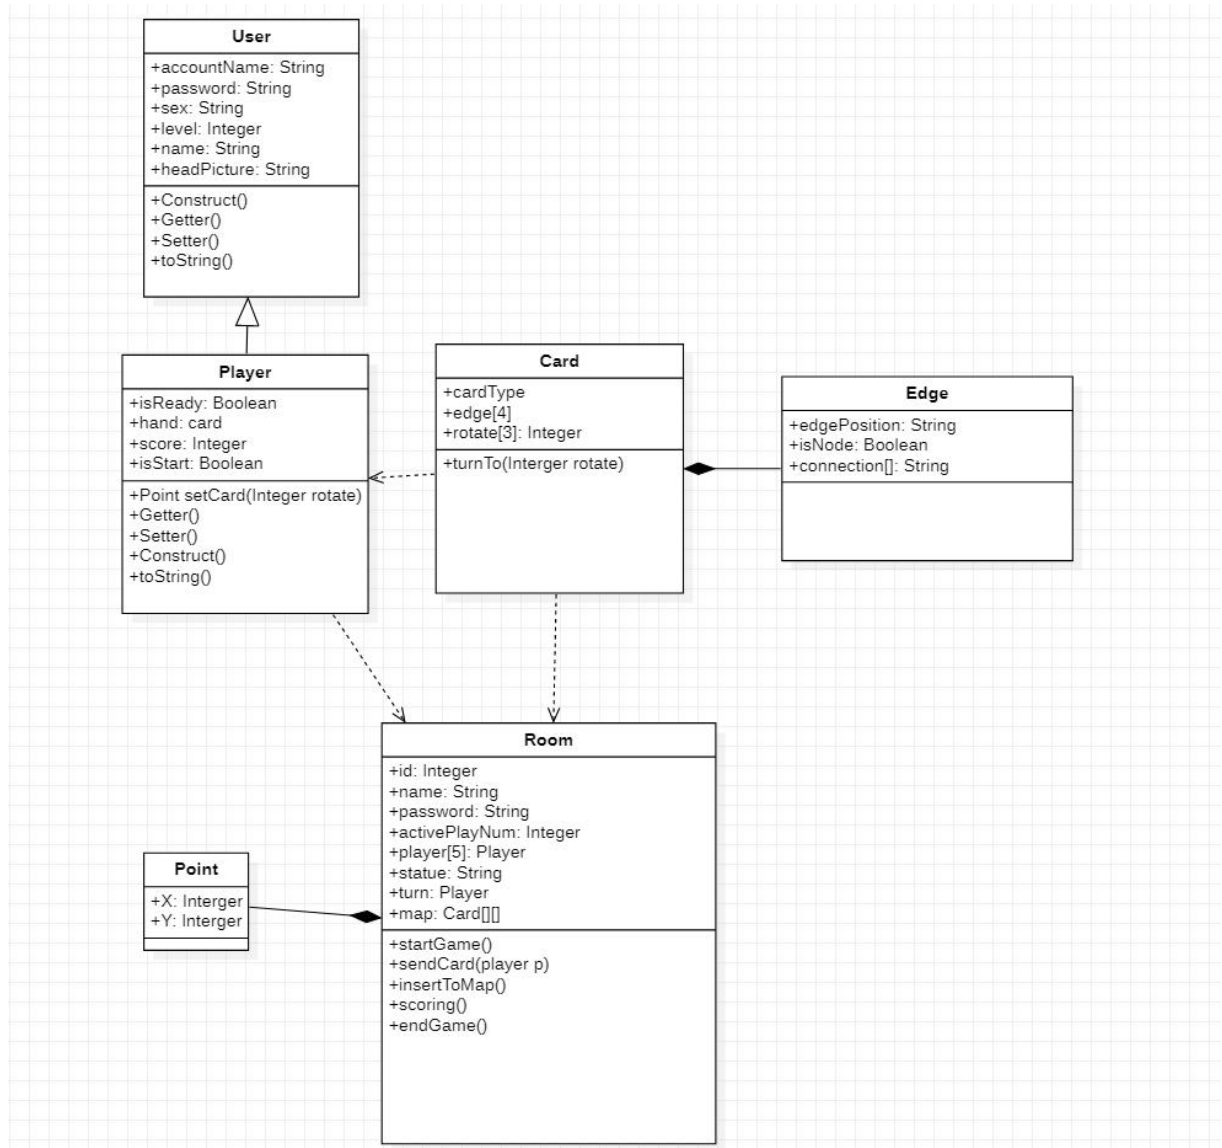 User
+accountName: String
+password: String
+sex: String
+level: Integer
+name: String
+headPicture: String
+Construct()
+Getter()
+Setter()
+toString()
Player
+isReady: Boolean
+hand: card
+score: Integer
+isStart: Boolean
+Point setCard(Integer rotate)
+Getter()
+Setter()
+Construct()
+toString()
Card
+cardType
+edge[4]
+rotate[3]: Integer
+turnTo(Interger rotate)
Edge
+edgePosition: String
+isNode: Boolean
+connection[]: String
Room
+id: Integer
+name: String
+password: String
+activePlayNum: Integer
+player[5]: Player
+statue: String
+turn: Player
+map: Card[][]
+startGame()
+sendCard(player p)
+insertToMap()
+scoring()
+endGame()
Point
+X: Interger
+Y: Interger